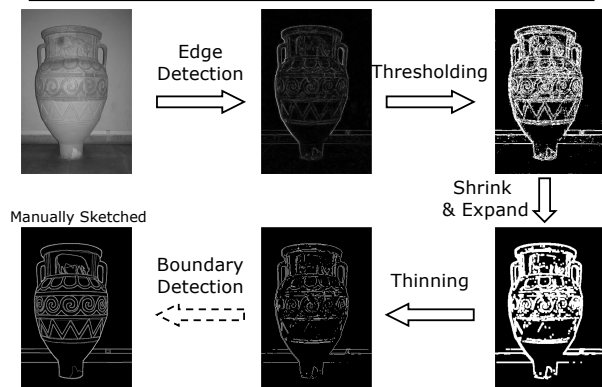 Edge
Detection
Thresholding
Shrink
& Expand
Manually Sketched
Boundary
Detection
Thinning